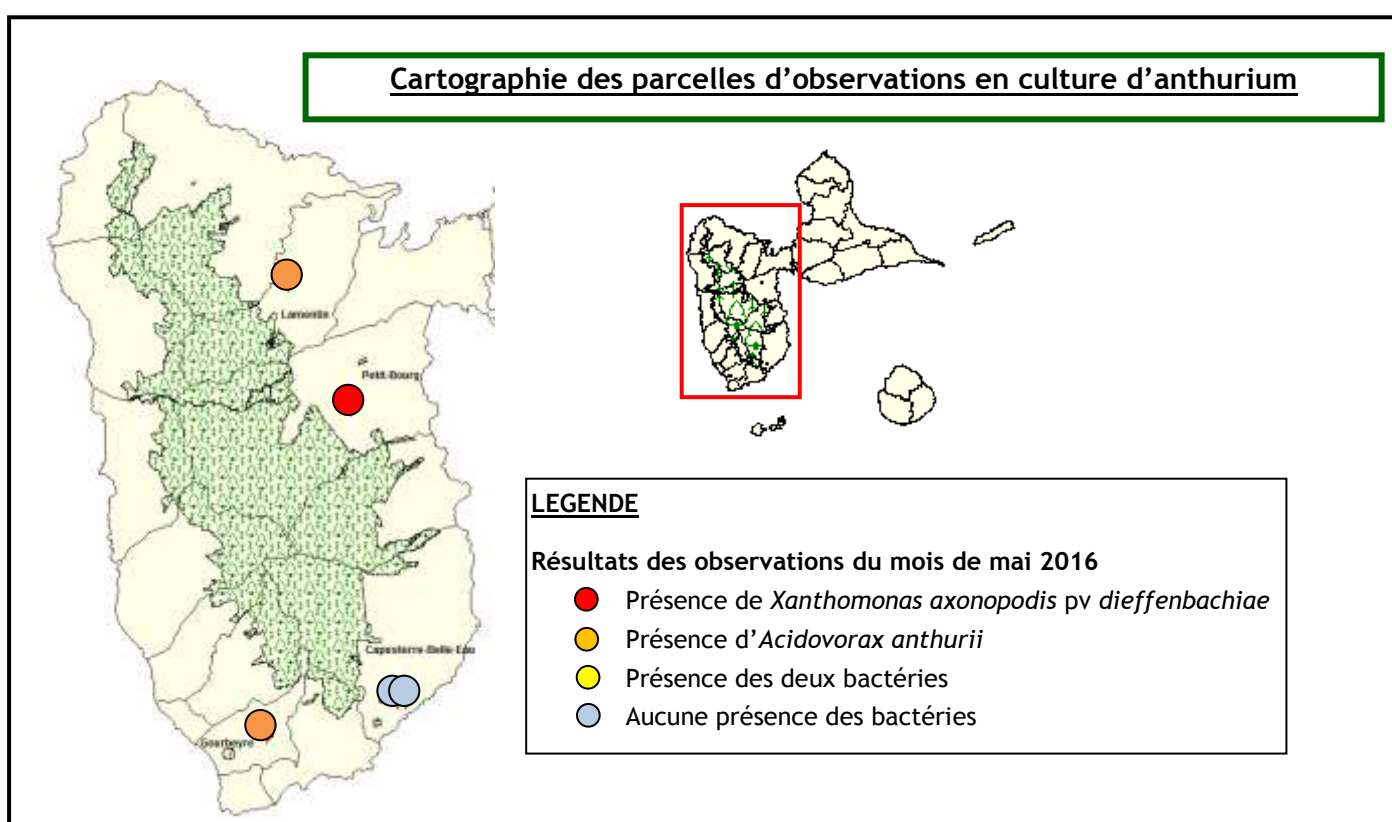 Cartographie des parcelles d’observations en culture d’anthurium
Lamentin
Petit-Bourg
Capesterre-Belle-Eau
Gourbeyre
LEGENDE
Résultats des observations du mois de mai 2016
Présence de Xanthomonas axonopodis pv dieffenbachiae
Présence d’Acidovorax anthurii
Présence des deux bactéries
Aucune présence des bactéries